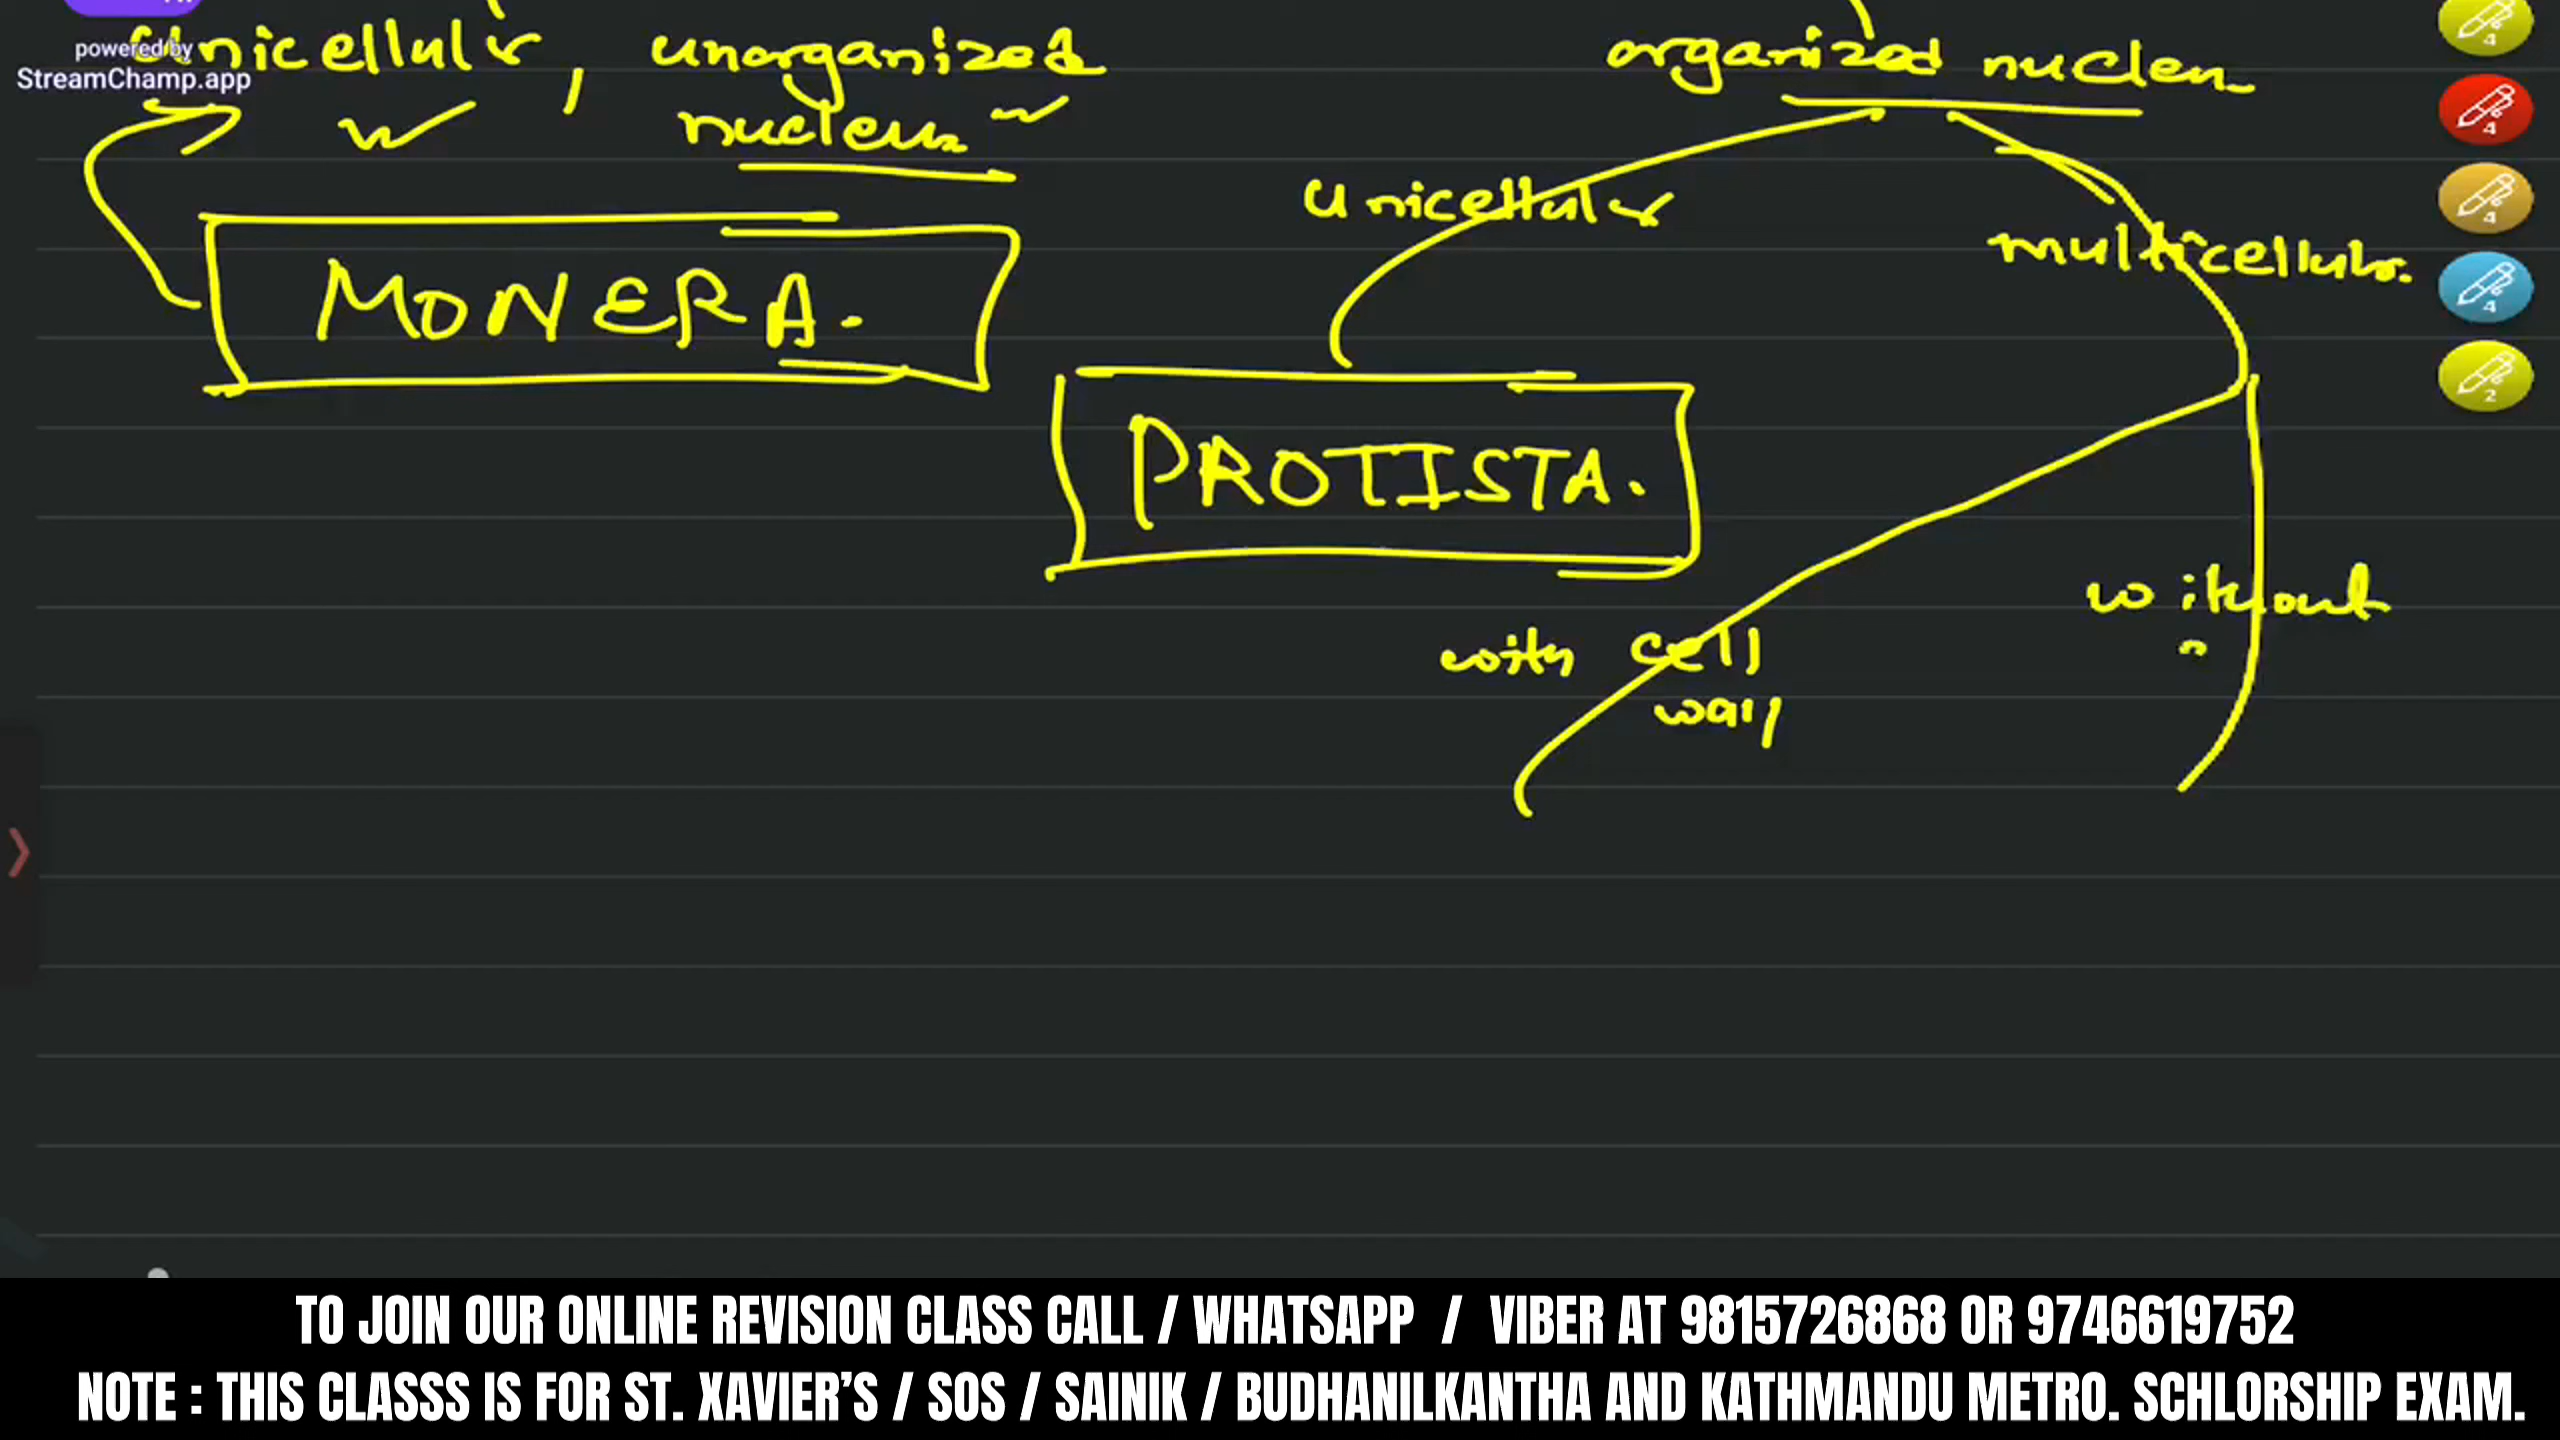 powered by
StreamChamp.app
unicellular, unorganized
nucleus
organized nucleu
unicellular
multicellular.
MONERA.
PROTISTA.
with cell
wall
without
"
TO JOIN OUR ONLINE REVISION CLASS CALL / WHATSAPP / VIBER AT 9815726868 OR 9746619752
NOTE : THIS CLASSS IS FOR ST. XAVIER'S / SOS / SAINIK / BUDHANILKANTHA AND KATHMANDU METRO. SCHLORSHIP EXAM.